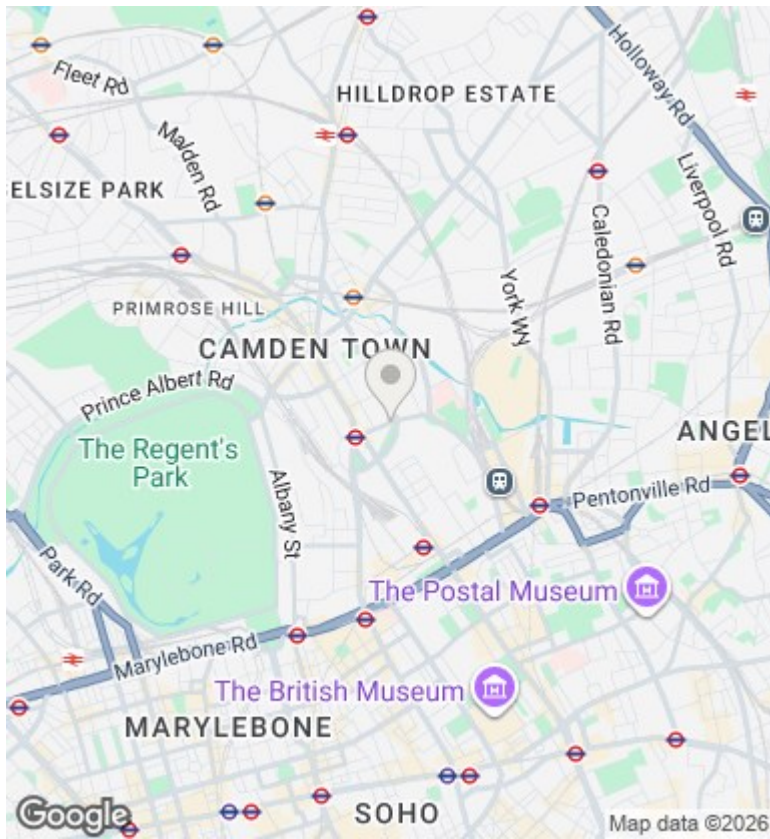 Fleet Rd
HILLDROP ESTATE
Holloway Rd
Malden Rd
ELSIZE PARK
Liverpool Rd
Caledonian Rd
York WN
PRIMROSE HILL
CAMDEN TOWN
Prince Albert Rd
The Regent's
Park
ANGEL
Albany St
Pentonville Rd
Park Rd
The Postal Museum
Marylebone Rd
The British Museum
MARYLEBONE
SOHO
Google
Map data ©2026